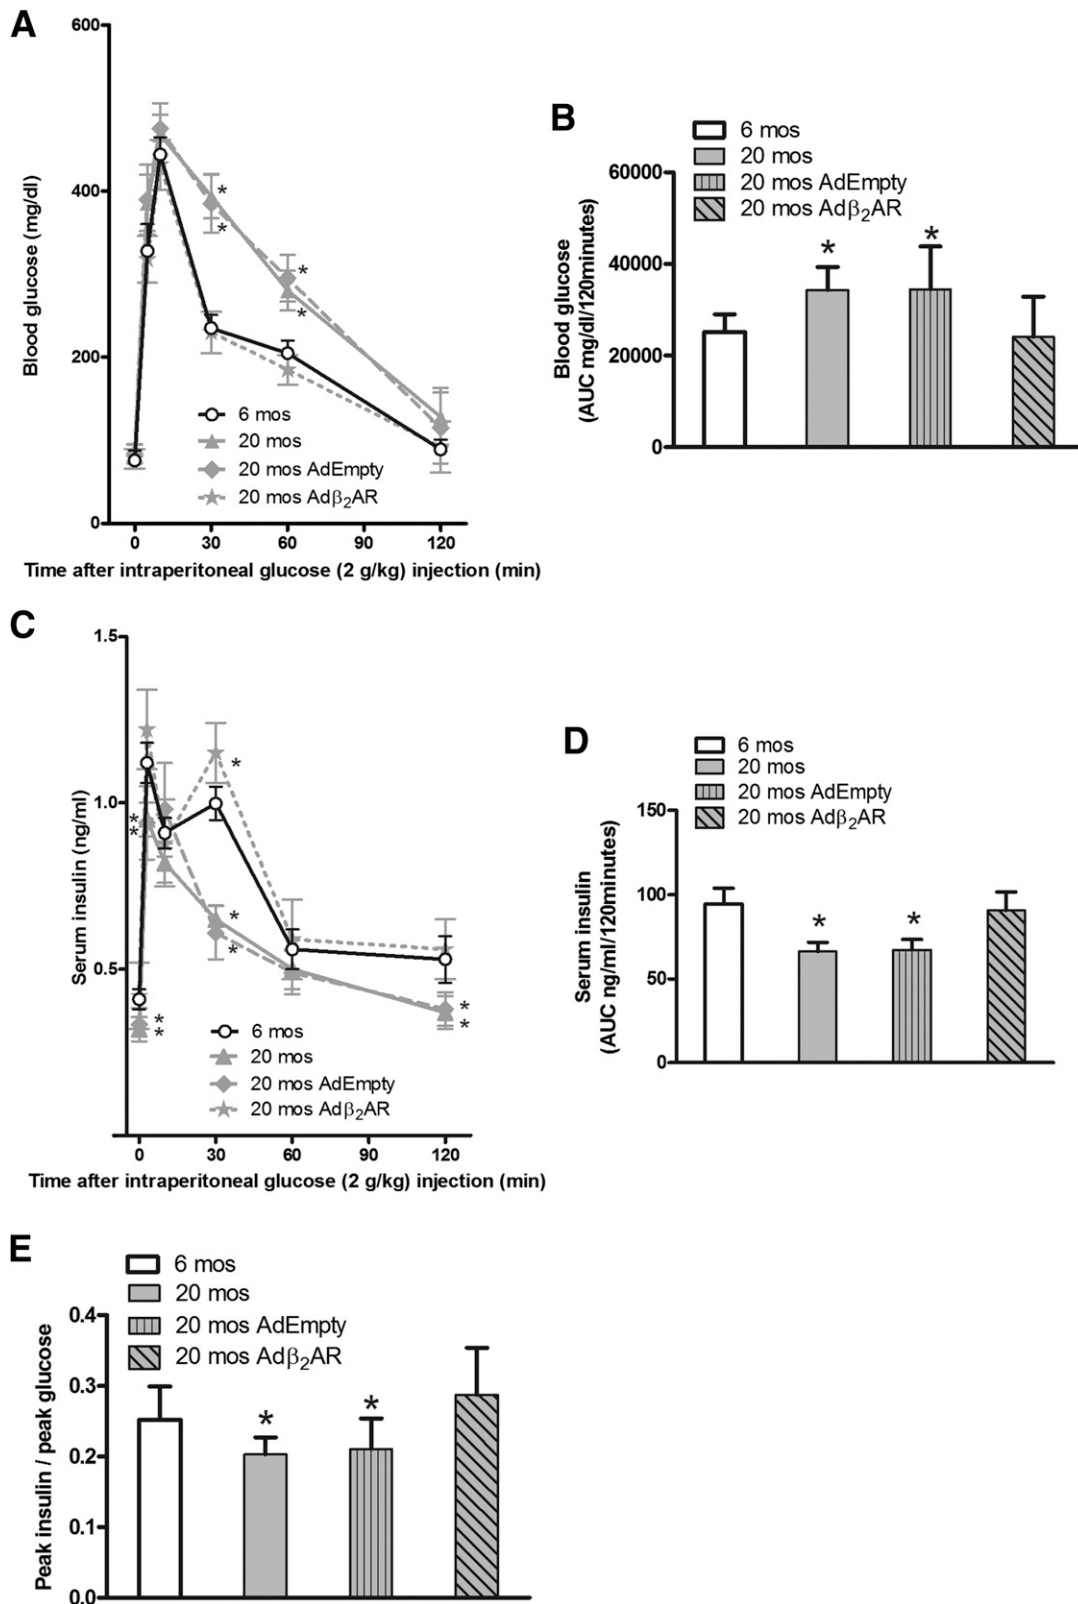 A
600
400
200
0
Blood glucose (mg/dl)
*
*
*
*
6 mos
20 mos
20 mos AdEmpty
20 mos Adβ₂AR
0 30 60 90 120
Time after intraperitoneal glucose (2 g/kg) injection (min)
B
6 mos
20 mos
20 mos AdEmpty
20 mos Adβ₂AR
60000
40000
20000
0
Blood glucose
(AUC mg/dl/120minutes)
* *
C
1.5
1.0
0.5
Serum insulin (ng/ml)
*
*
*
*
*
*
*
*
*
6 mos
20 mos
20 mos AdEmpty
20 mos Adβ₂AR
0 30 60 90 120
Time after intraperitoneal glucose (2 g/kg) injection (min)
D
6 mos
20 mos
20 mos AdEmpty
20 mos Adβ₂AR
150
100
50
0
Serum insulin
(AUC ng/ml/120minutes)
* *
E
6 mos
20 mos
20 mos AdEmpty
20 mos Adβ₂AR
0.4
0.3
0.2
0.1
0.0
Peak insulin / peak glucose
* *